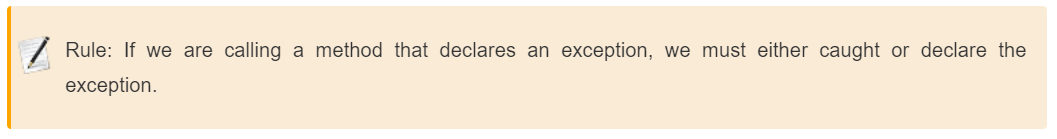 Rule: If we are calling a method that declares an exception, we must either caught or declare the
exception.